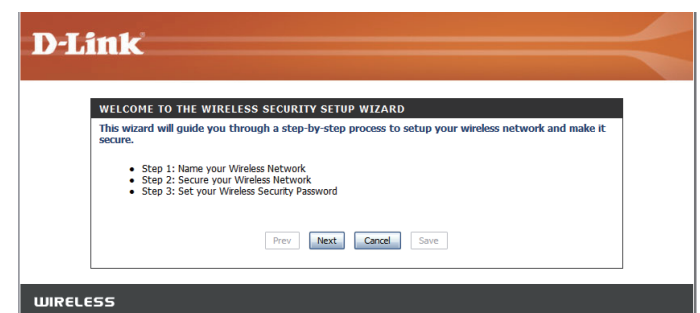 D-Link
WELCOME TO THE WIRELESS SECURITY SETUP WIZARD
This wizard will guide you through a step-by-step process to setup your wireless network and make it
secure.
• Step 1: Name your Wireless Network
• Step 2: Secure your Wireless Network
• Step 3: Set your Wireless Security Password
Prev Next Cancel Save
WIRELESS